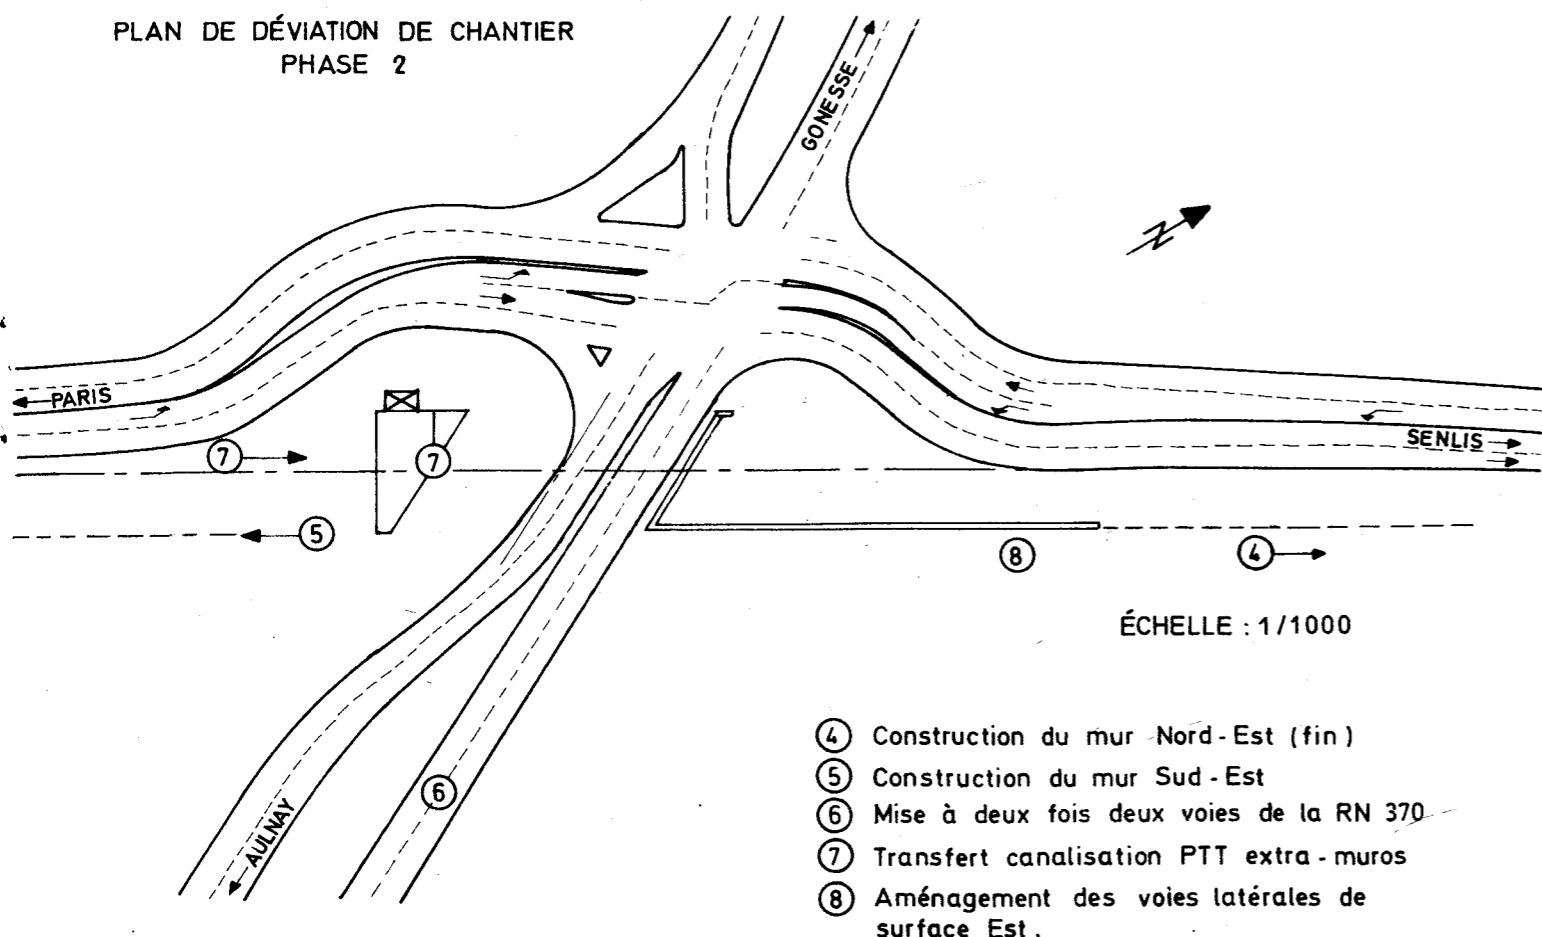 PLAN DE DÉVIATION DE CHANTIER
PHASE 2
GONESSE
N
PARIS
SENLIS
7
7
5
8
4
ÉCHELLE : 1/1000
6
AULNAY
4 Construction du mur Nord-Est (fin)
5 Construction du mur Sud-Est
6 Mise à deux fois deux voies de la RN 370
7 Transfert canalisation PTT extra-muros
8 Aménagement des voies latérales de
surface Est.